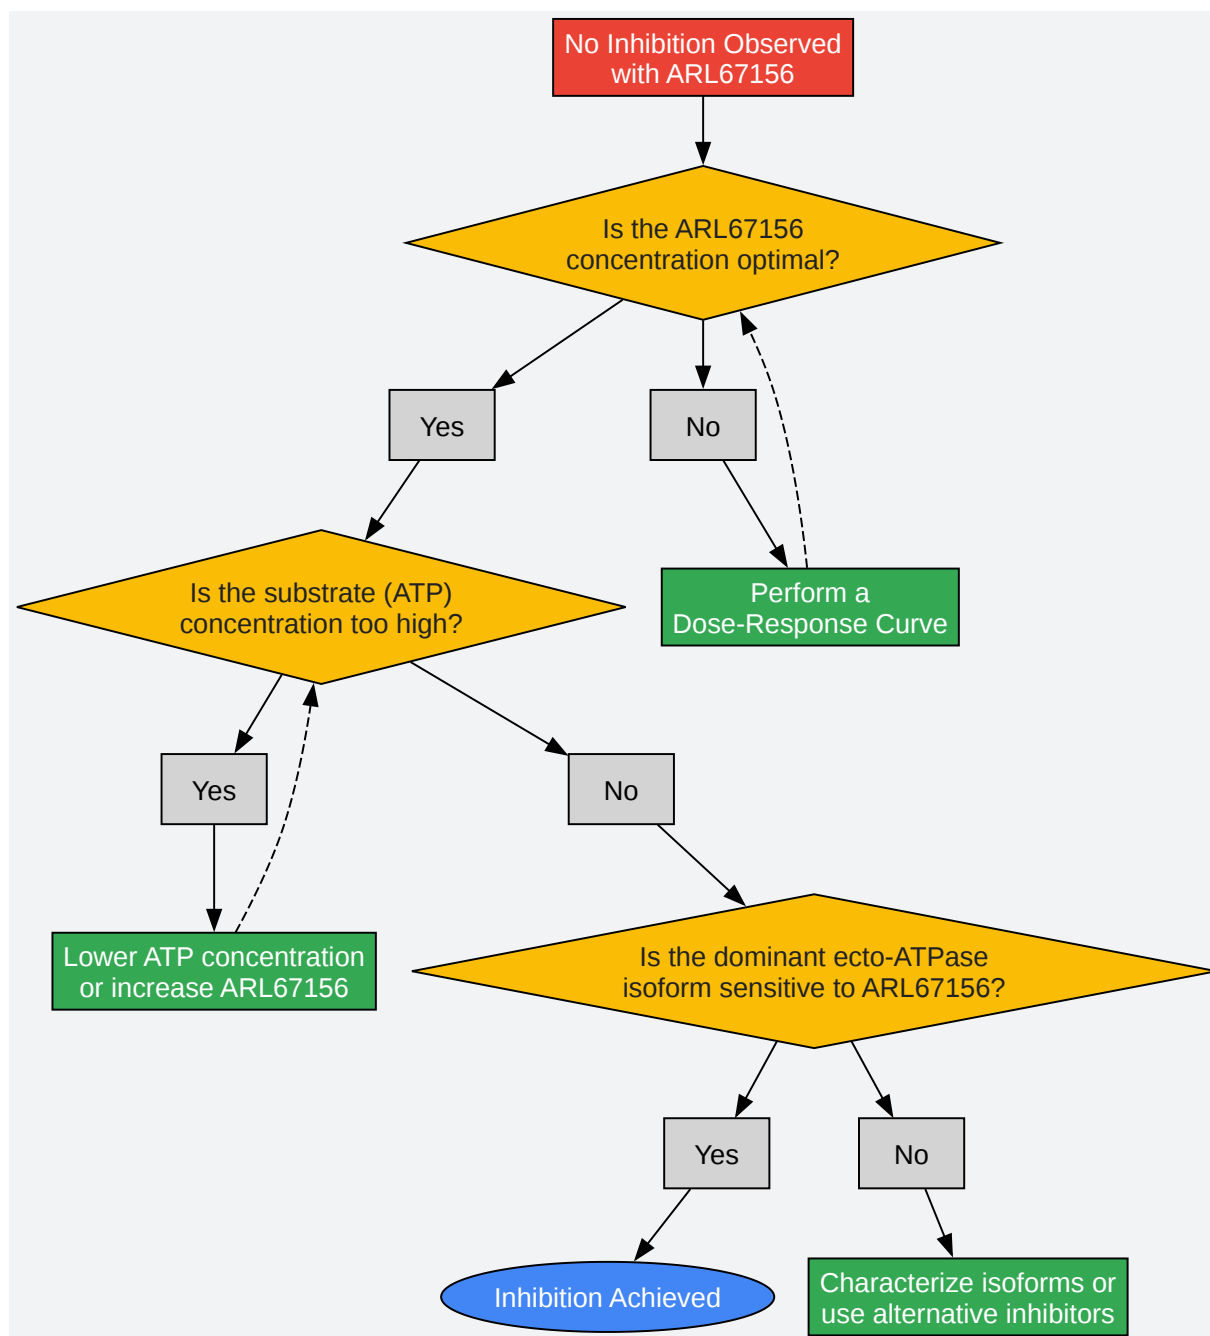 No Inhibition Observed
with ARL67156
Is the ARL67156
concentration optimal?
Yes
No
Is the substrate (ATP)
concentration too high?
Perform a
Dose-Response Curve
Yes
No
Lower ATP concentration
or increase ARL67156
Is the dominant ecto-ATPase
isoform sensitive to ARL67156?
Yes
No
Inhibition Achieved
Characterize isoforms or
use alternative inhibitors